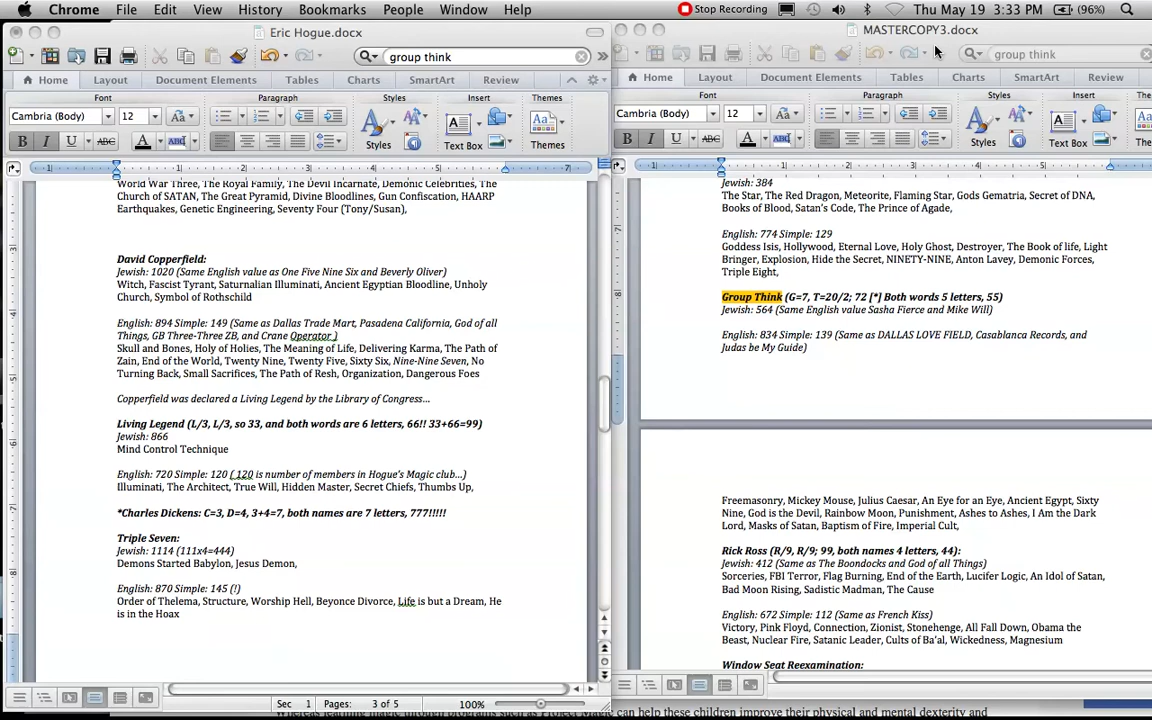 Chrome File Edit View History Bookmarks People Window Help Stop Recording Thu May 19 3:33 PM (96%)
Eric Hogue.docx
group think
Home Layout Document Elements Tables Charts SmartArt Review
Font Paragraph Styles Insert Themes
Cambria (Body) 12 Aa
B I U ABC A ABC Styles Text Box Themes
World War Three, The Royal Family, The Devil Incarnate, Demonic Celebrities, The
Church of SATAN, The Great Pyramid, Divine Bloodlines, Gun Confiscation, HAARP
Earthquakes, Genetic Engineering, Seventy Four (Tony/Susan),
David Copperfield:
Jewish: 1020 (Same English value as One Five Nine Six and Beverly Oliver)
Witch, Fascist Tyrant, Saturnalian Illuminati, Ancient Egyptian Bloodline, Unholy
Church, Symbol of Rothschild
English: 894 Simple: 149 (Same as Dallas Trade Mart, Pasadena California, God of all
Things, GB Three-Three ZB, and Crane Operator )
Skull and Bones, Holy of Holies, The Meaning of Life, Delivering Karma, The Path of
Zain, End of the World, Twenty Nine, Twenty Five, Sixty Six, Nine-Nine Seven, No
Turning Back, Small Sacrifices, The Path of Resh, Organization, Dangerous Foes
Copperfield was declared a Living Legend by the Library of Congress...
Living Legend (L/3, L/3, so 33, and both words are 6 letters, 66!! 33+66=99)
Jewish: 866
Mind Control Technique
English: 720 Simple: 120 ( 120 is number of members in Hogue's Magic club...)
Illuminati, The Architect, True Will, Hidden Master, Secret Chiefs, Thumbs Up,
*Charles Dickens: C=3, D=4, 3+4=7, both names are 7 letters, 777!!!!!
Triple Seven:
Jewish: 1114 (111x4=444)
Demons Started Babylon, Jesus Demon,
English: 870 Simple: 145 (!)
Order of Thelema, Structure, Worship Hell, Beyonce Divorce, Life is but a Dream, He
is in the Hoax
Sec 1 Pages: 3 of 5 100%
MASTERCOPY3.docx
group think
Home Layout Document Elements Tables Charts SmartArt Review
Font Paragraph Styles Insert The
Cambria (Body) 12 Aa
B I U ABC A ABC Styles Text Box Them
Jewish: 384
The Star, The Red Dragon, Meteorite, Flaming Star, Gods Gematria, Secret of DNA,
Books of Blood, Satan's Code, The Prince of Agade,
English: 774 Simple: 129
Goddess Isis, Hollywood, Eternal Love, Holy Ghost, Destroyer, The Book of life, Light
Bringer, Explosion, Hide the Secret, NINETY-NINE, Anton Lavey, Demonic Forces,
Triple Eight,
Group Think (G=7, T=20/2; 72 [*] Both words 5 letters, 55)
Jewish: 564 (Same English value Sasha Fierce and Mike Will)
English: 834 Simple: 139 (Same as DALLAS LOVE FIELD, Casablanca Records, and
Judas be My Guide)
Freemasonry, Mickey Mouse, Julius Caesar, An Eye for an Eye, Ancient Egypt, Sixty
Nine, God is the Devil, Rainbow Moon, Punishment, Ashes to Ashes, I Am the Dark
Lord, Masks of Satan, Baptism of Fire, Imperial Cult,
Rick Ross (R/9, R/9; 99, both names 4 letters, 44):
Jewish: 412 (Same as The Boondocks and God of all Things)
Sorceries, FBI Terror, Flag Burning, End of the Earth, Lucifer Logic, An Idol of Satan,
Bad Moon Rising, Sadistic Madman, The Cause
English: 672 Simple: 112 (Same as French Kiss)
Victory, Pink Floyd, Connection, Zionist, Stonehenge, All Fall Down, Obama the
Beast, Nuclear Fire, Satanic Leader, Cults of Ba'al, Wickedness, Magnesium
Window Seat Reexamination:
can help these children improve their physical and mental dexterity and